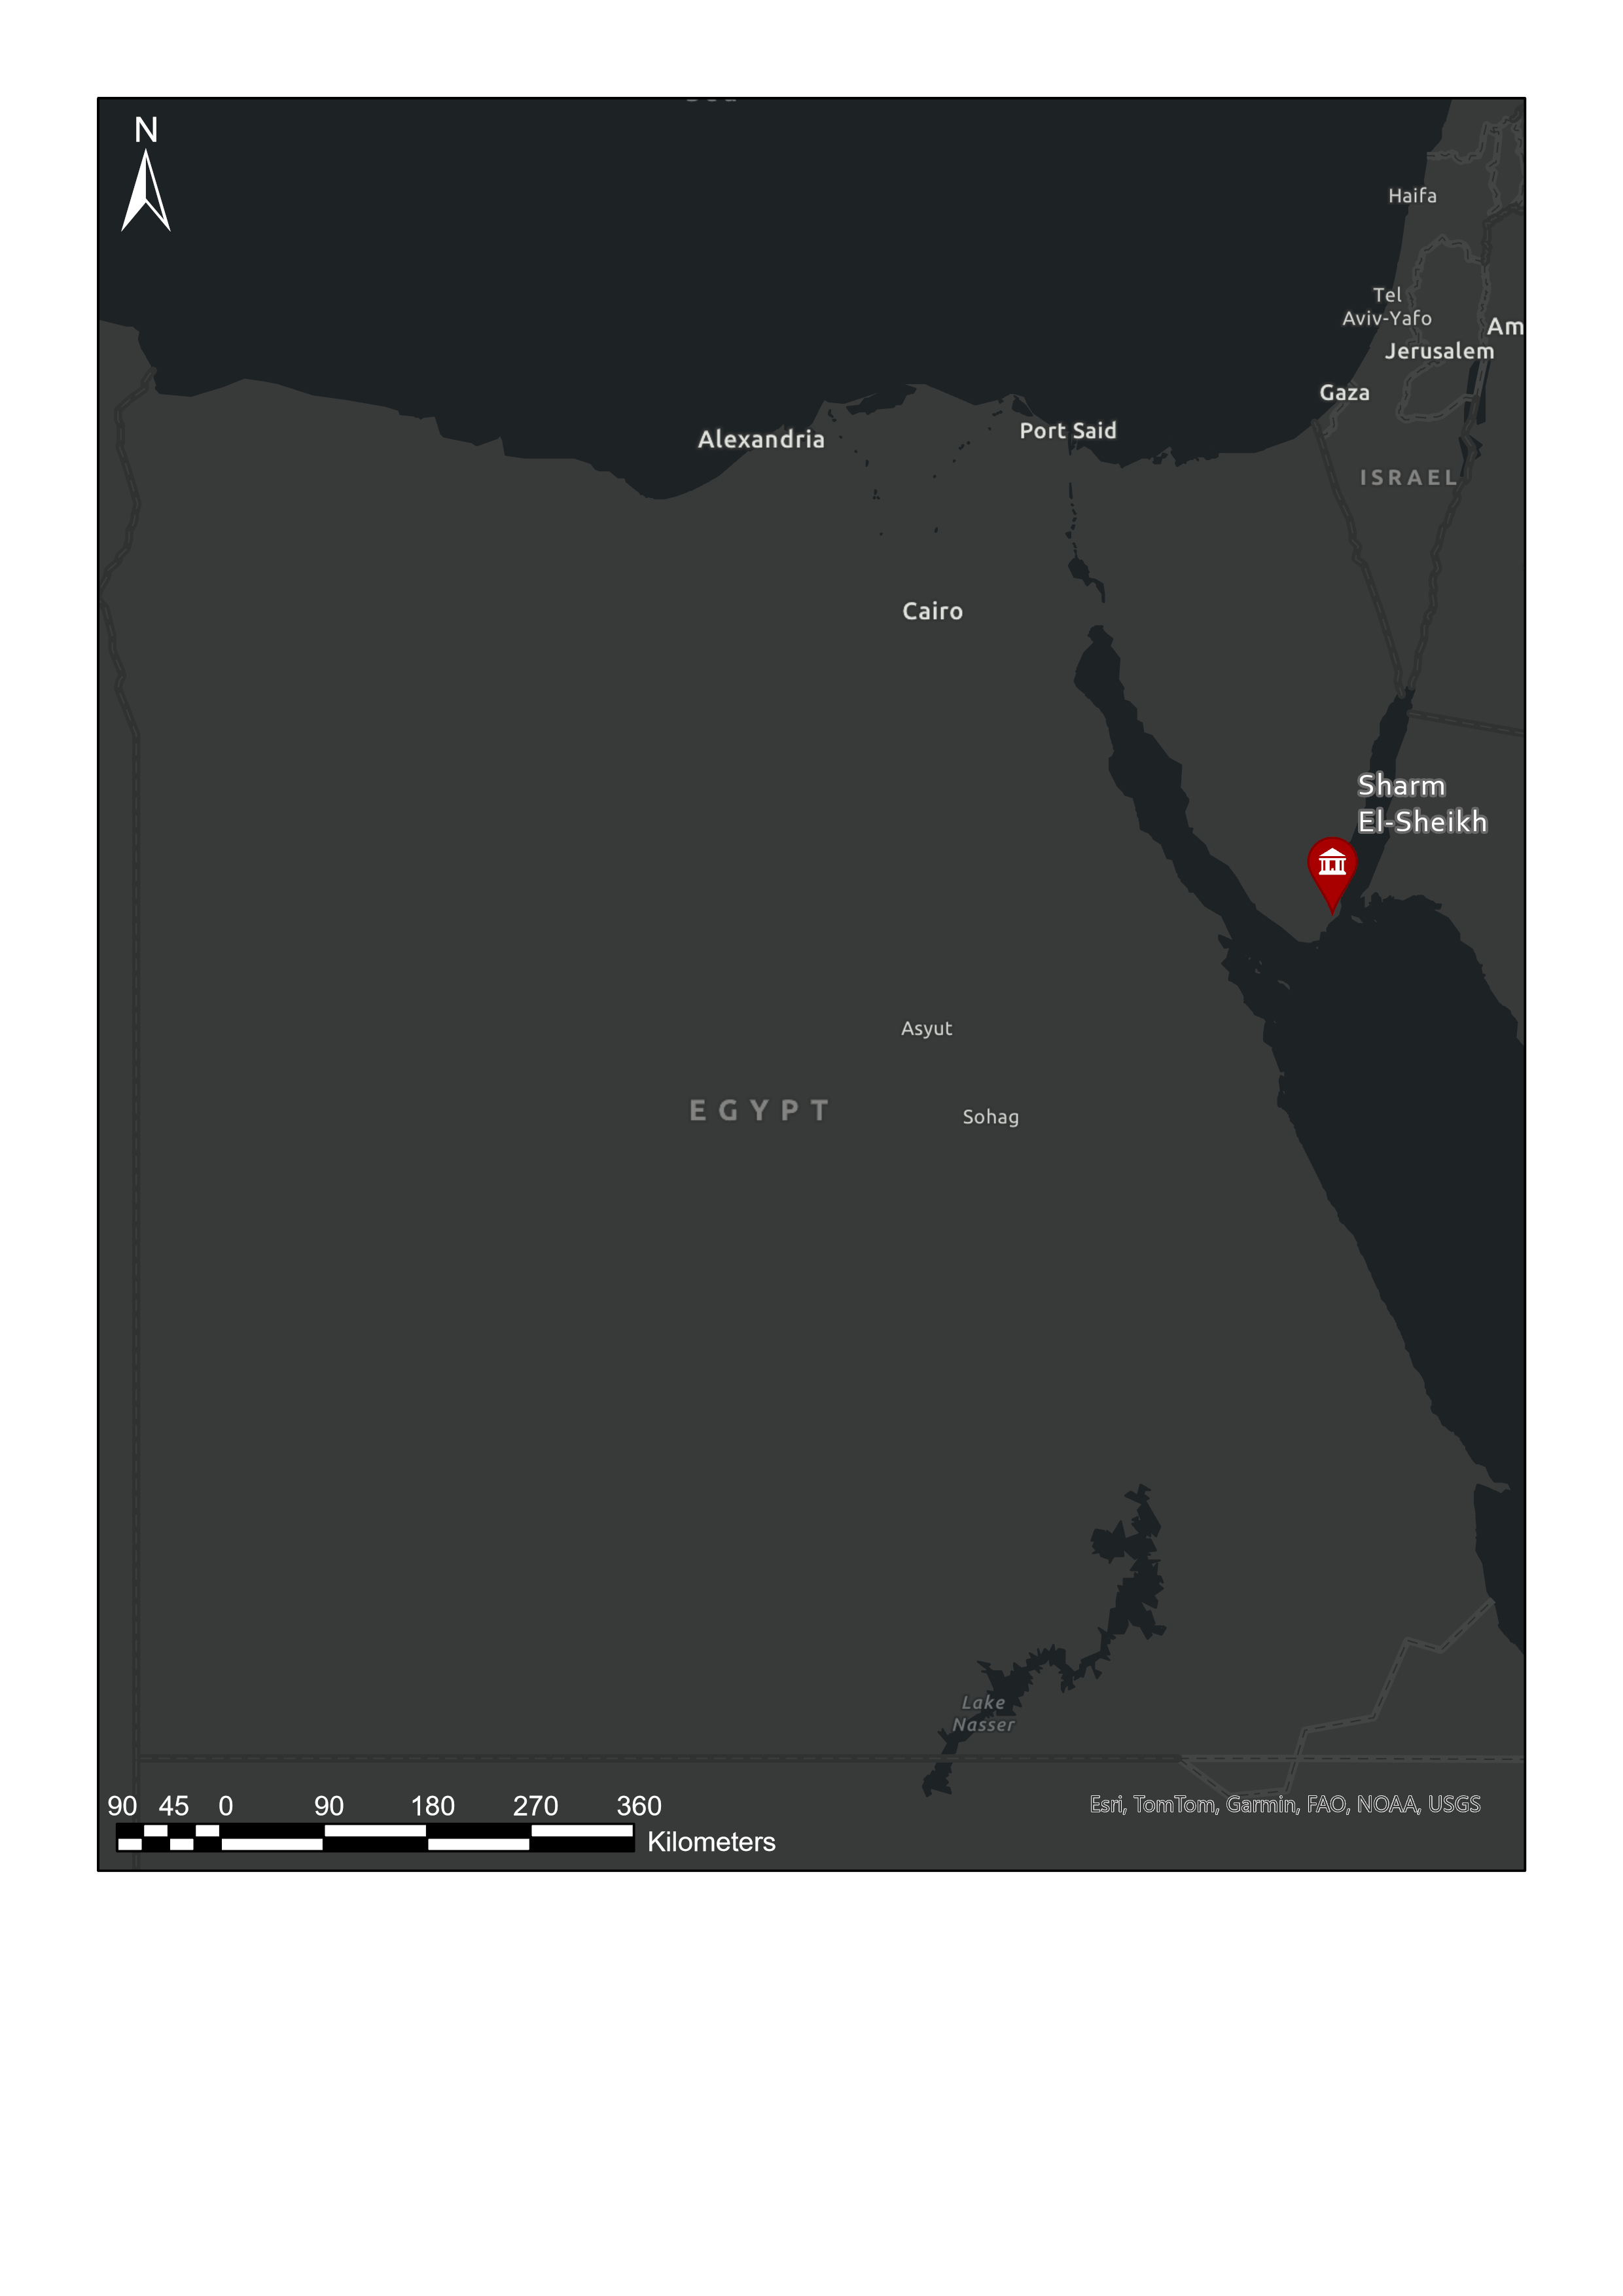 N
Haifa
Tel
Aviv-Yafo
Am
Jerusalem
Gaza
Port Said
Alexandria
ISRAEL
Cairo
Sharm
El-Sheikh
Asyut
EGYPT
Sohag
Lake
Nasser
90 45 0 90 180 270 360
Kilometers
Esri, TomTom, Garmin, FAO, NOAA, USGS